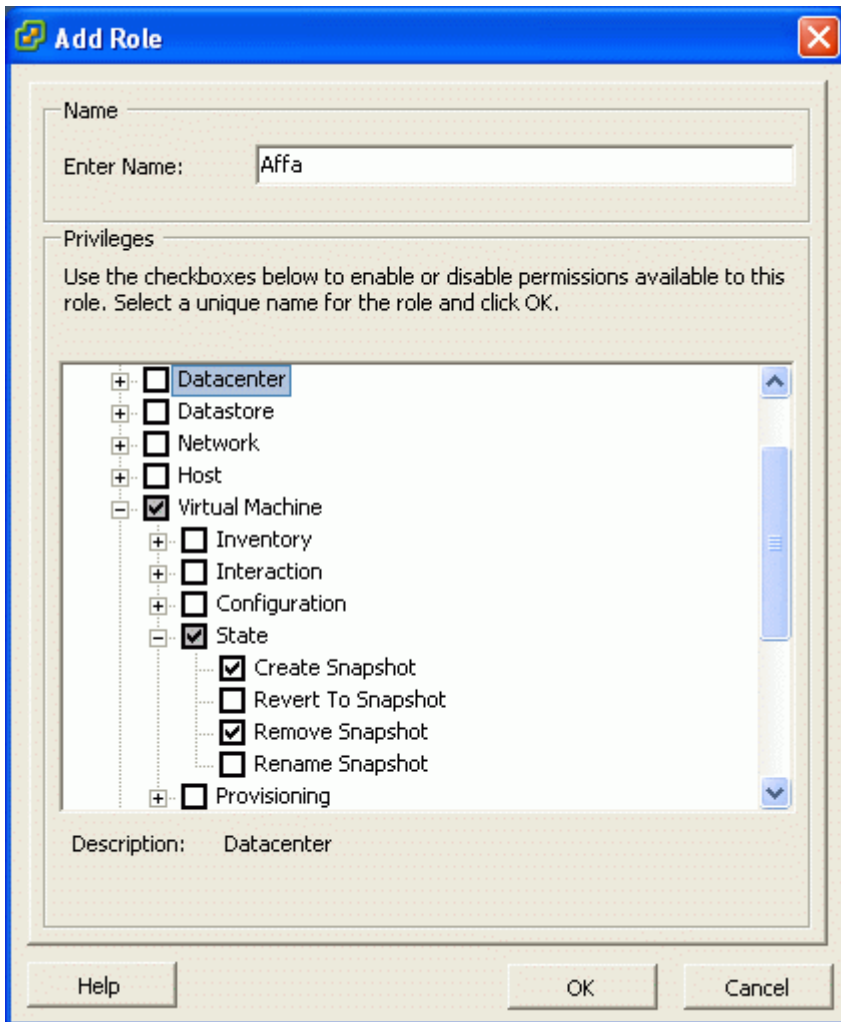 Add Role
Name
Enter Name: Affa
Privileges
Use the checkboxes below to enable or disable permissions available to this
role. Select a unique name for the role and click OK.
Datacenter
Datastore
Network
Host
Virtual Machine
Inventory
Interaction
Configuration
State
Create Snapshot
Revert To Snapshot
Remove Snapshot
Rename Snapshot
Provisioning
Description: Datacenter
Help OK Cancel